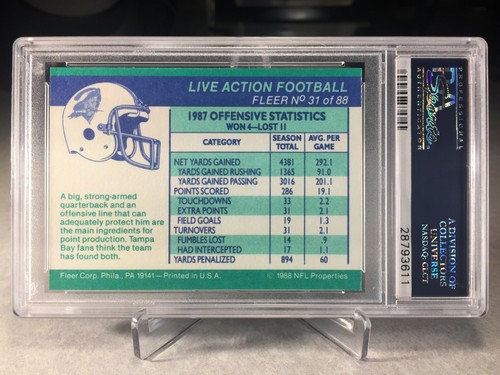 LIVE ACTION FOOTBALL
FLEER Nº 31 of 88
1987 OFFENSIVE STATISTICS
WON 4—LOST 11
CATEGORY SEASON TOTAL AVG. PER GAME
NET YARDS GAINED 4381 292.1
YARDS GAINED RUSHING 1365 91.0
YARDS GAINED PASSING 3016 201.1
POINTS SCORED 286 19.1
TOUCHDOWNS 33 2.2
EXTRA POINTS 31 2.1
FIELD GOALS 19 1.3
TURNOVERS 31 2.1
FUMBLES LOST 14 .9
HAD INTERCEPTED 17 1.1
YARDS PENALIZED 894 60
A big, strong-armed
quarterback and an
offensive line that can
adequately protect him are
the main ingredients for
point production. Tampa
Bay fans think the team
has found both.
Fleer Corp. Phila., PA 19141—Printed in U.S.A. © 1988 NFL Properties
28793611
PROFESSIONAL
AUTHENTICATOR
A DIVISION OF
COLLECTORS
UNIVERSE
NASDAQ: CLCT